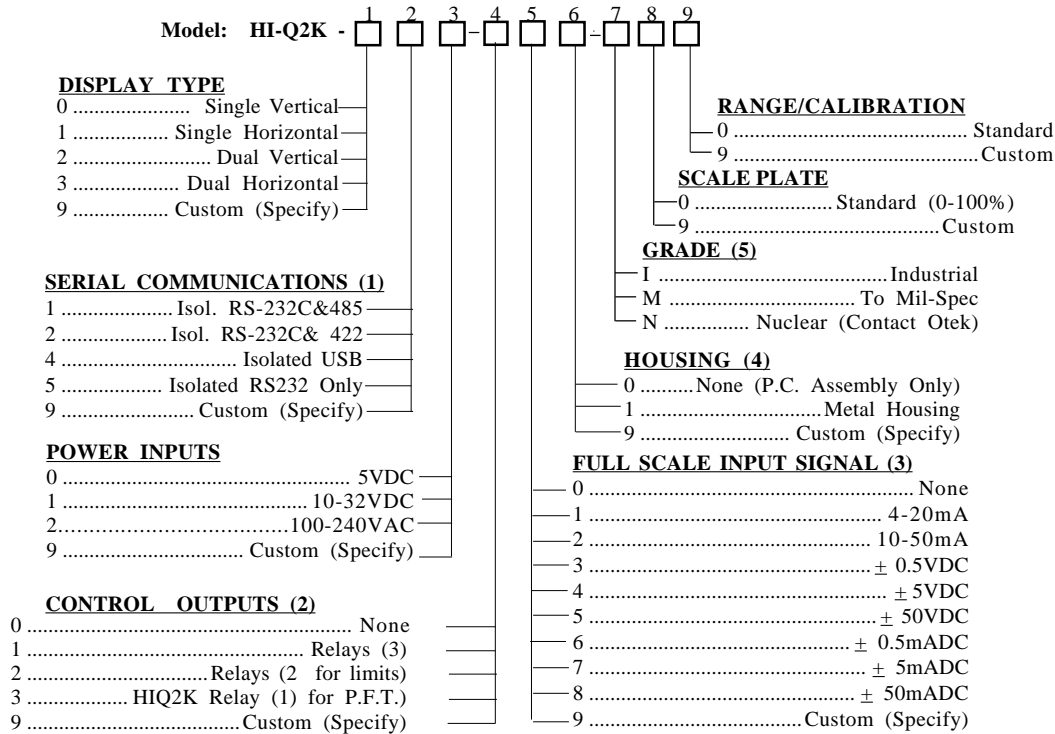 1 2 3 4 5 6 7 8 9
Model: HI-Q2K - - -
DISPLAY TYPE
0 ..................... Single Vertical
1 ................. Single Horizontal
2 ......................... Dual Vertical
3 ................... Dual Horizontal
9 ................. Custom (Specify)
SERIAL COMMUNICATIONS (1)
1 .................... Isol. RS-232C&485
2 ................... Isol. RS-232C& 422
4 ................................ Isolated USB
5 .................. Isolated RS232 Only
9 ........................ Custom (Specify)
POWER INPUTS
0 .................................................... 5VDC
1 ............................................ 10-32VDC
2.........................................100-240VAC
9 ................................. Custom (Specify)
CONTROL OUTPUTS (2)
0 .......................................................... None
1 .................................................. Relays (3)
2 .................................Relays (2 for limits)
3 .................. HIQ2K Relay (1) for P.F.T.)
9 .......................................Custom (Specify)
RANGE/CALIBRATION
0 .......................................... Standard
9 ............................................Custom
SCALE PLATE
0 .........................Standard (0-100%)
9 ............................................Custom
GRADE (5)
I .........................................Industrial
M ................................. To Mil-Spec
N ............... Nuclear (Contact Otek)
HOUSING (4)
0 ..........None (P.C. Assembly Only)
1 .................................Metal Housing
9 ........................... Custom (Specify)
FULL SCALE INPUT SIGNAL (3)
0 .......................................................... None
1 .................................................... 4-20mA
2 .................................................. 10-50mA
3 ..................................................± 0.5VDC
4 ..................................................... ± 5VDC
5 .................................................... ± 50VDC
6 ............................................... ± 0.5mADC
7 .................................................. ± 5mADC
8 ................................................ ± 50mADC
9 ......................................Custom (Specify)